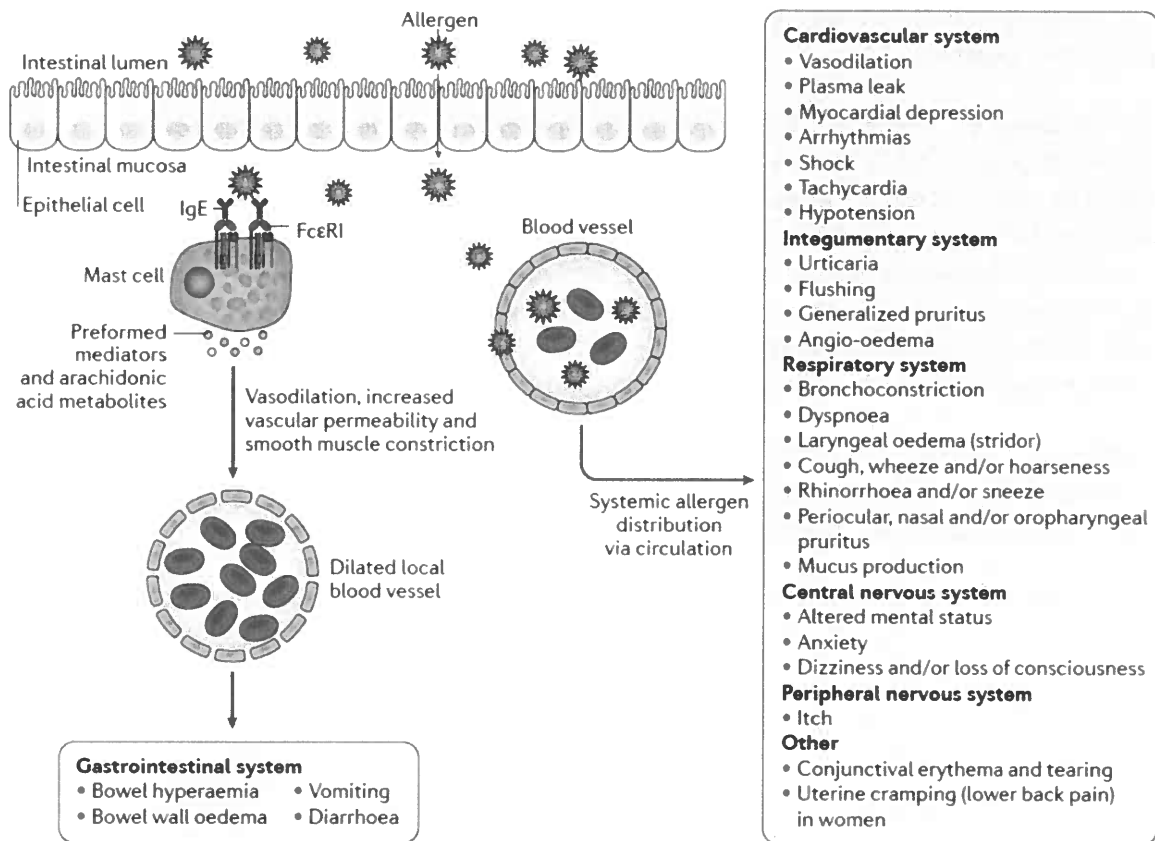 Allergen
Intestinal lumen
Intestinal mucosa
Epithelial cell
IgE
FcεRI
Mast cell
Preformed
mediators
and arachidonic
acid metabolites
Vasodilation, increased
vascular permeability and
smooth muscle constriction
Dilated local
blood vessel
Gastrointestinal system
• Bowel hyperaemia
• Bowel wall oedema
• Vomiting
• Diarrhoea
Blood vessel
Systemic allergen
distribution
via circulation
Cardiovascular system
• Vasodilation
• Plasma leak
• Myocardial depression
• Arrhythmias
• Shock
• Tachycardia
• Hypotension
Integumentary system
• Urticaria
• Flushing
• Generalized pruritus
• Angio-oedema
Respiratory system
• Bronchoconstriction
• Dyspnoea
• Laryngeal oedema (stridor)
• Cough, wheeze and/or hoarseness
• Rhinorrhoea and/or sneeze
• Periocular, nasal and/or oropharyngeal
pruritus
• Mucus production
Central nervous system
• Altered mental status
• Anxiety
• Dizziness and/or loss of consciousness
Peripheral nervous system
• Itch
Other
• Conjunctival erythema and tearing
• Uterine cramping (lower back pain)
in women